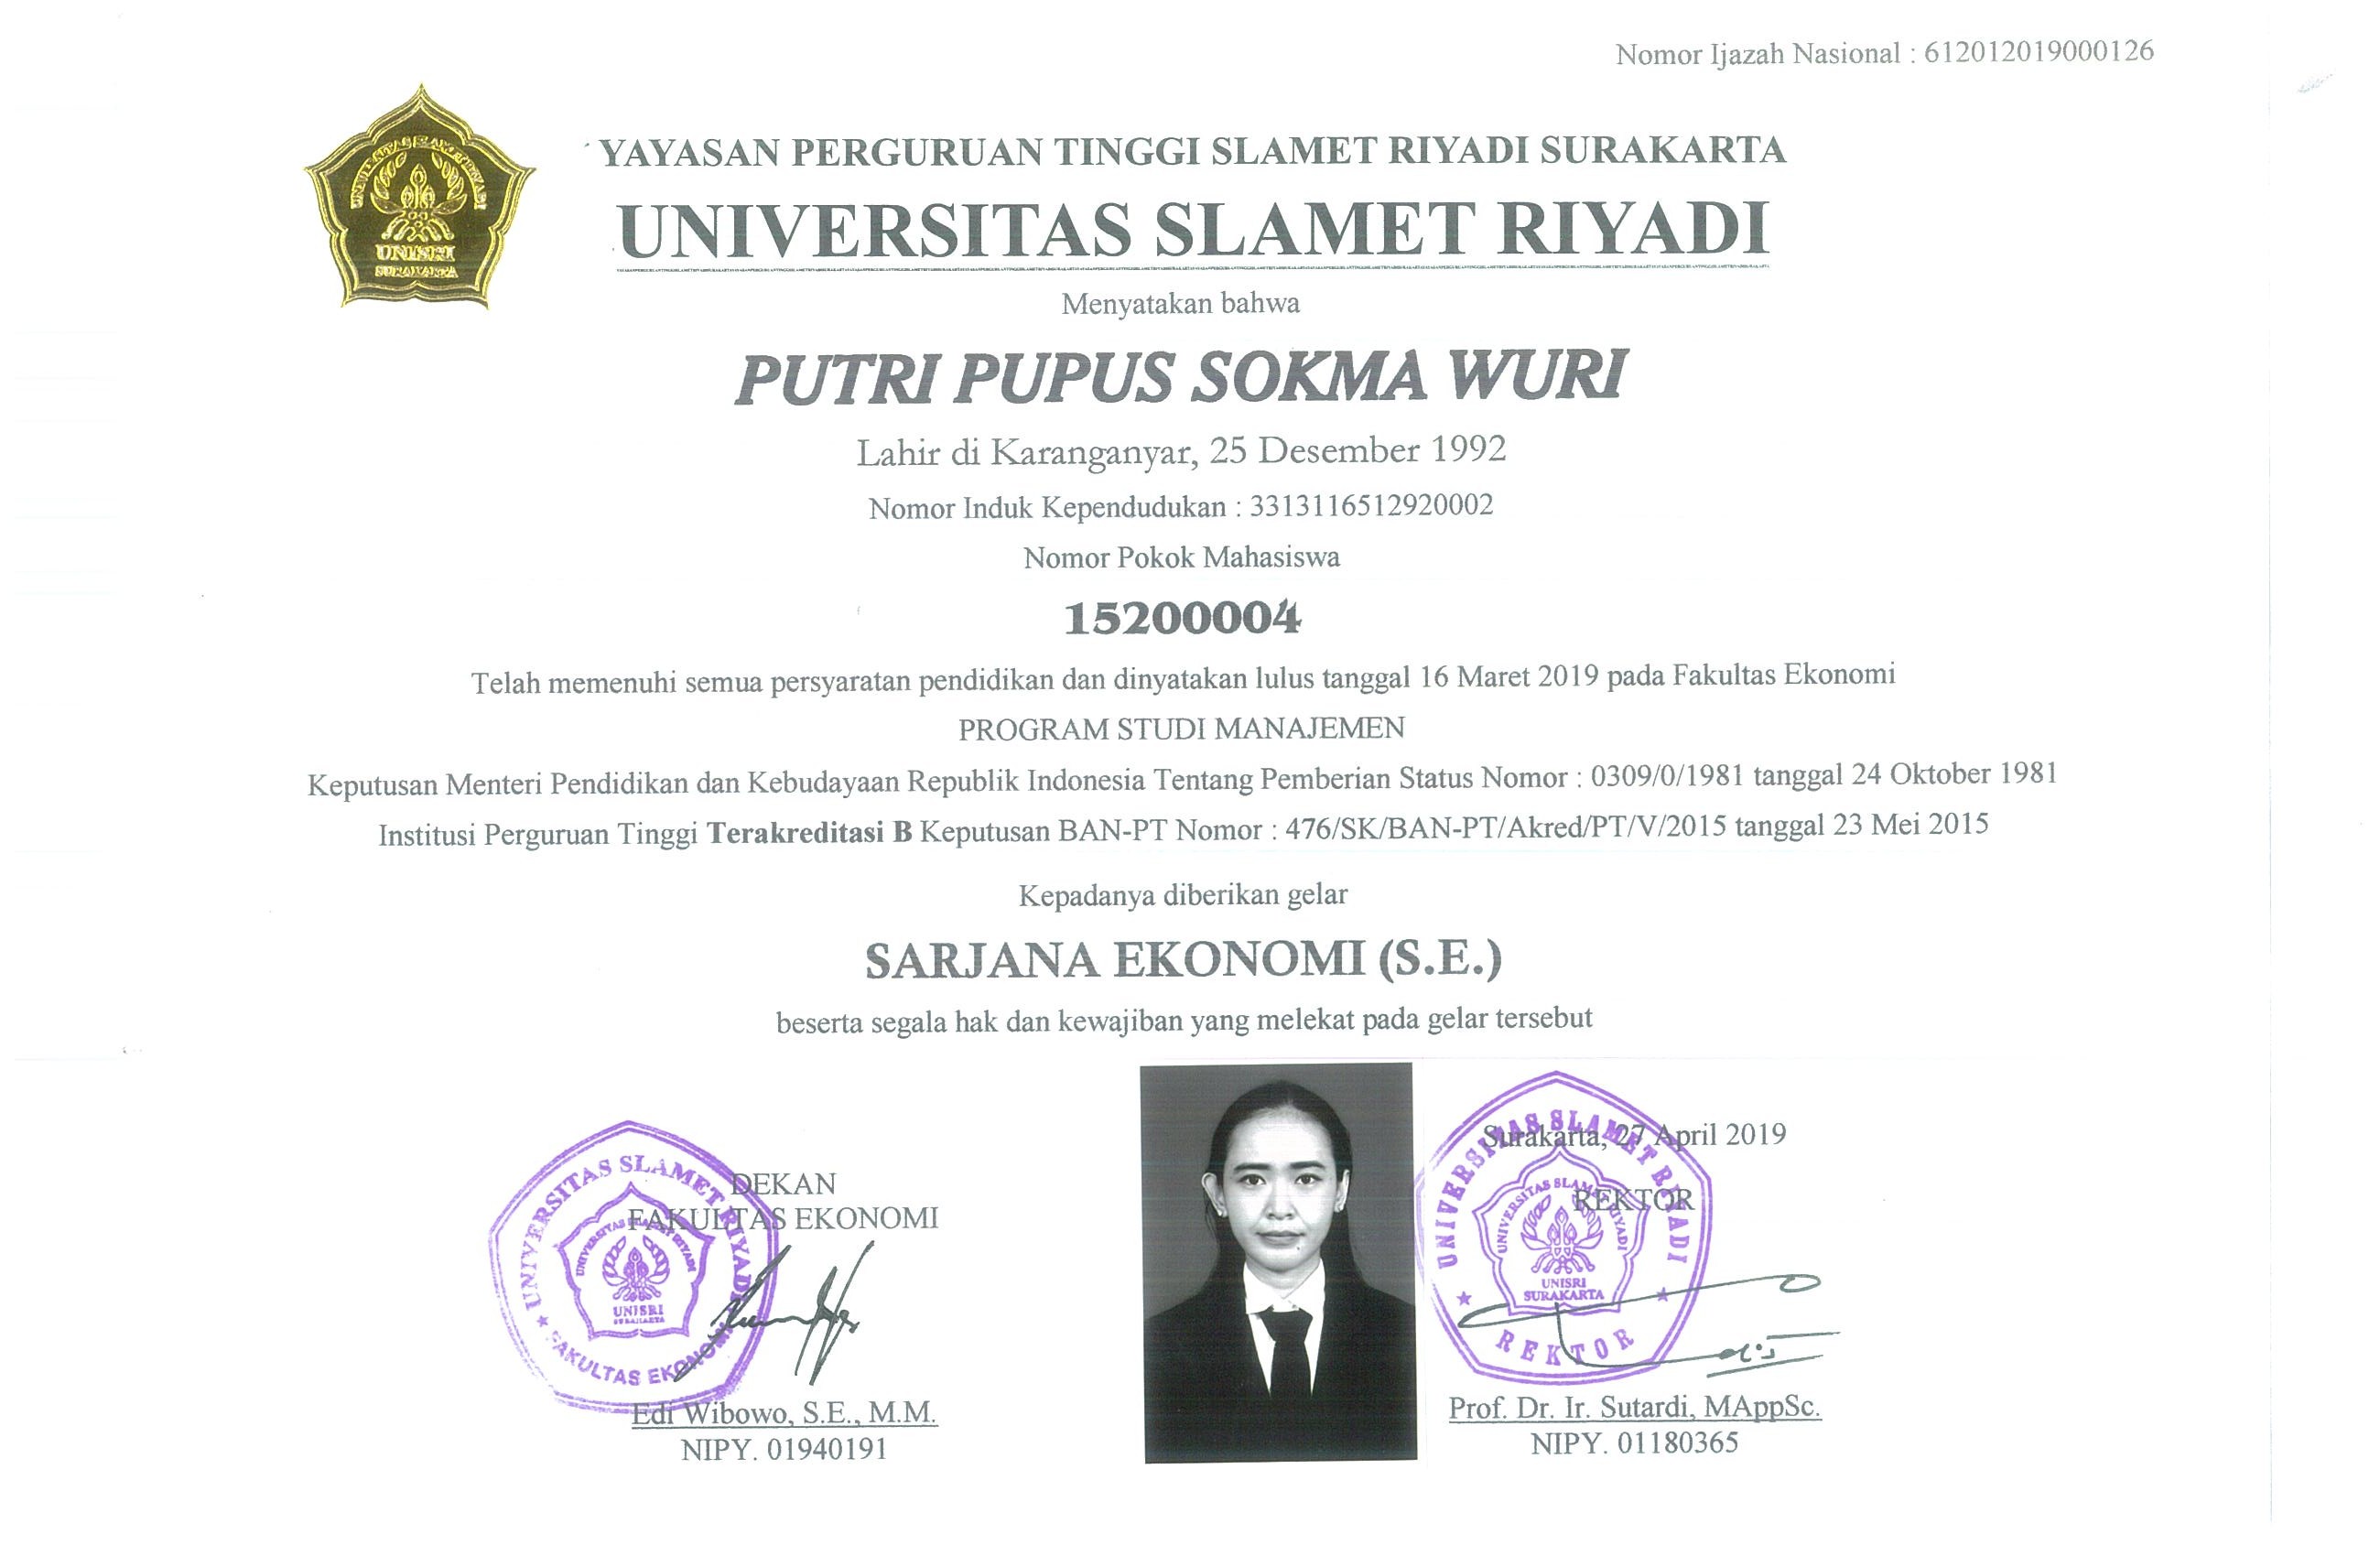 Nomor Ijazah Nasional : 612012019000126
YAYASAN PERGURUAN TINGGI SLAMET RIYADI SURAKARTA
UNIVERSITAS SLAMET RIYADI
UNIVERSITAS SLAMET RIYADI
UNISRI
SURAKARTA
Menyatakan bahwa
PUTRI PUPUS SOKMA WURI
Lahir di Karanganyar, 25 Desember 1992
Nomor Induk Kependudukan : 3313116512920002
Nomor Pokok Mahasiswa
15200004
Telah memenuhi semua persyaratan pendidikan dan dinyatakan lulus tanggal 16 Maret 2019 pada Fakultas Ekonomi
PROGRAM STUDI MANAJEMEN
Keputusan Menteri Pendidikan dan Kebudayaan Republik Indonesia Tentang Pemberian Status Nomor : 0309/0/1981 tanggal 24 Oktober 1981
Institusi Perguruan Tinggi Terakreditasi B Keputusan BAN-PT Nomor : 476/SK/BAN-PT/Akred/PT/V/2015 tanggal 23 Mei 2015
Kepadanya diberikan gelar
SARJANA EKONOMI (S.E.)
beserta segala hak dan kewajiban yang melekat pada gelar tersebut
DEKAN
FAKULTAS EKONOMI
UNIVERSITAS SLAMET RIYADI
UNIVERSITAS SLAMET RIYADI
UNISRI
SURAKARTA
FAKULTAS EKONOMI
Edi Wibowo, S.E., M.M.
NIPY. 01940191
Surakarta, 27 April 2019
REKTOR
UNIVERSITAS SLAMET RIYADI
UNIVERSITAS SLAMET RIYADI
UNISRI
SURAKARTA
REKTOR
Prof. Dr. Ir. Sutardi, MAppSc.
NIPY. 01180365